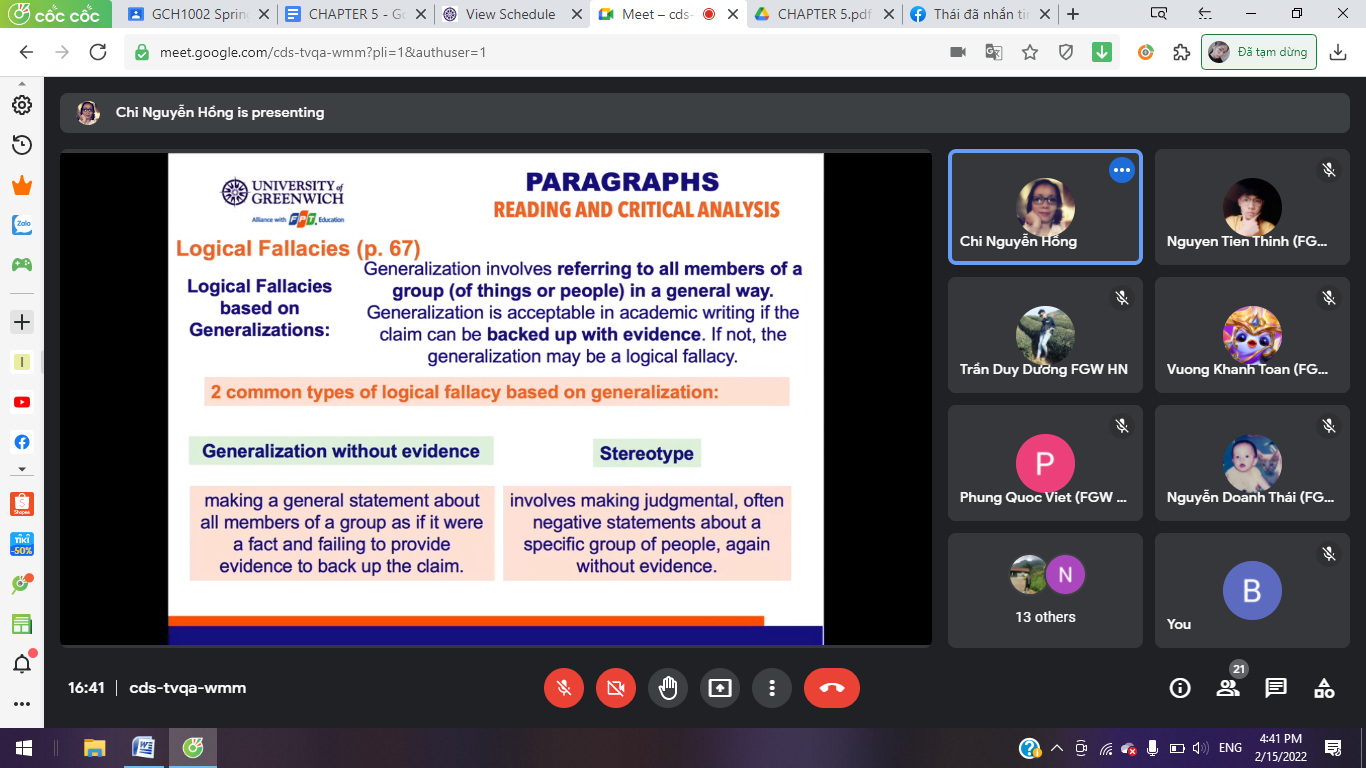 cốc cốc
GCH1002 Sprin
CHAPTER 5 - Go
View Schedule
Meet – cds-
CHAPTER 5.pdf
Thái đã nhắn tin
meet.google.com/cds-tvqa-wmm?pli=1&authuser=1
Đã tạm dừng
Chi Nguyễn Hồng is presenting
UNIVERSITY of
GREENWICH
Alliance with FPT Education
PARAGRAPHS
READING AND CRITICAL ANALYSIS
Logical Fallacies (p. 67)
Logical Fallacies
based on
Generalizations:
Generalization involves referring to all members of a
group (of things or people) in a general way.
Generalization is acceptable in academic writing if the
claim can be backed up with evidence. If not, the
generalization may be a logical fallacy.
2 common types of logical fallacy based on generalization:
Generalization without evidence
Stereotype
making a general statement about
all members of a group as if it were
a fact and failing to provide
evidence to back up the claim.
involves making judgmental, often
negative statements about a
specific group of people, again
without evidence.
Chi Nguyễn Hồng
Nguyen Tien Thinh (FG...
Trần Duy Dương FGW HN
Vuong Khanh Toan (FG...
P
Phung Quoc Viet (FGW ...
Nguyễn Doanh Thái (FG...
N
13 others
B
You
Zalo
I
Shopee
TIKI
-50%
16:41
cds-tvqa-wmm
21
W
ENG
4:41 PM
2/15/2022